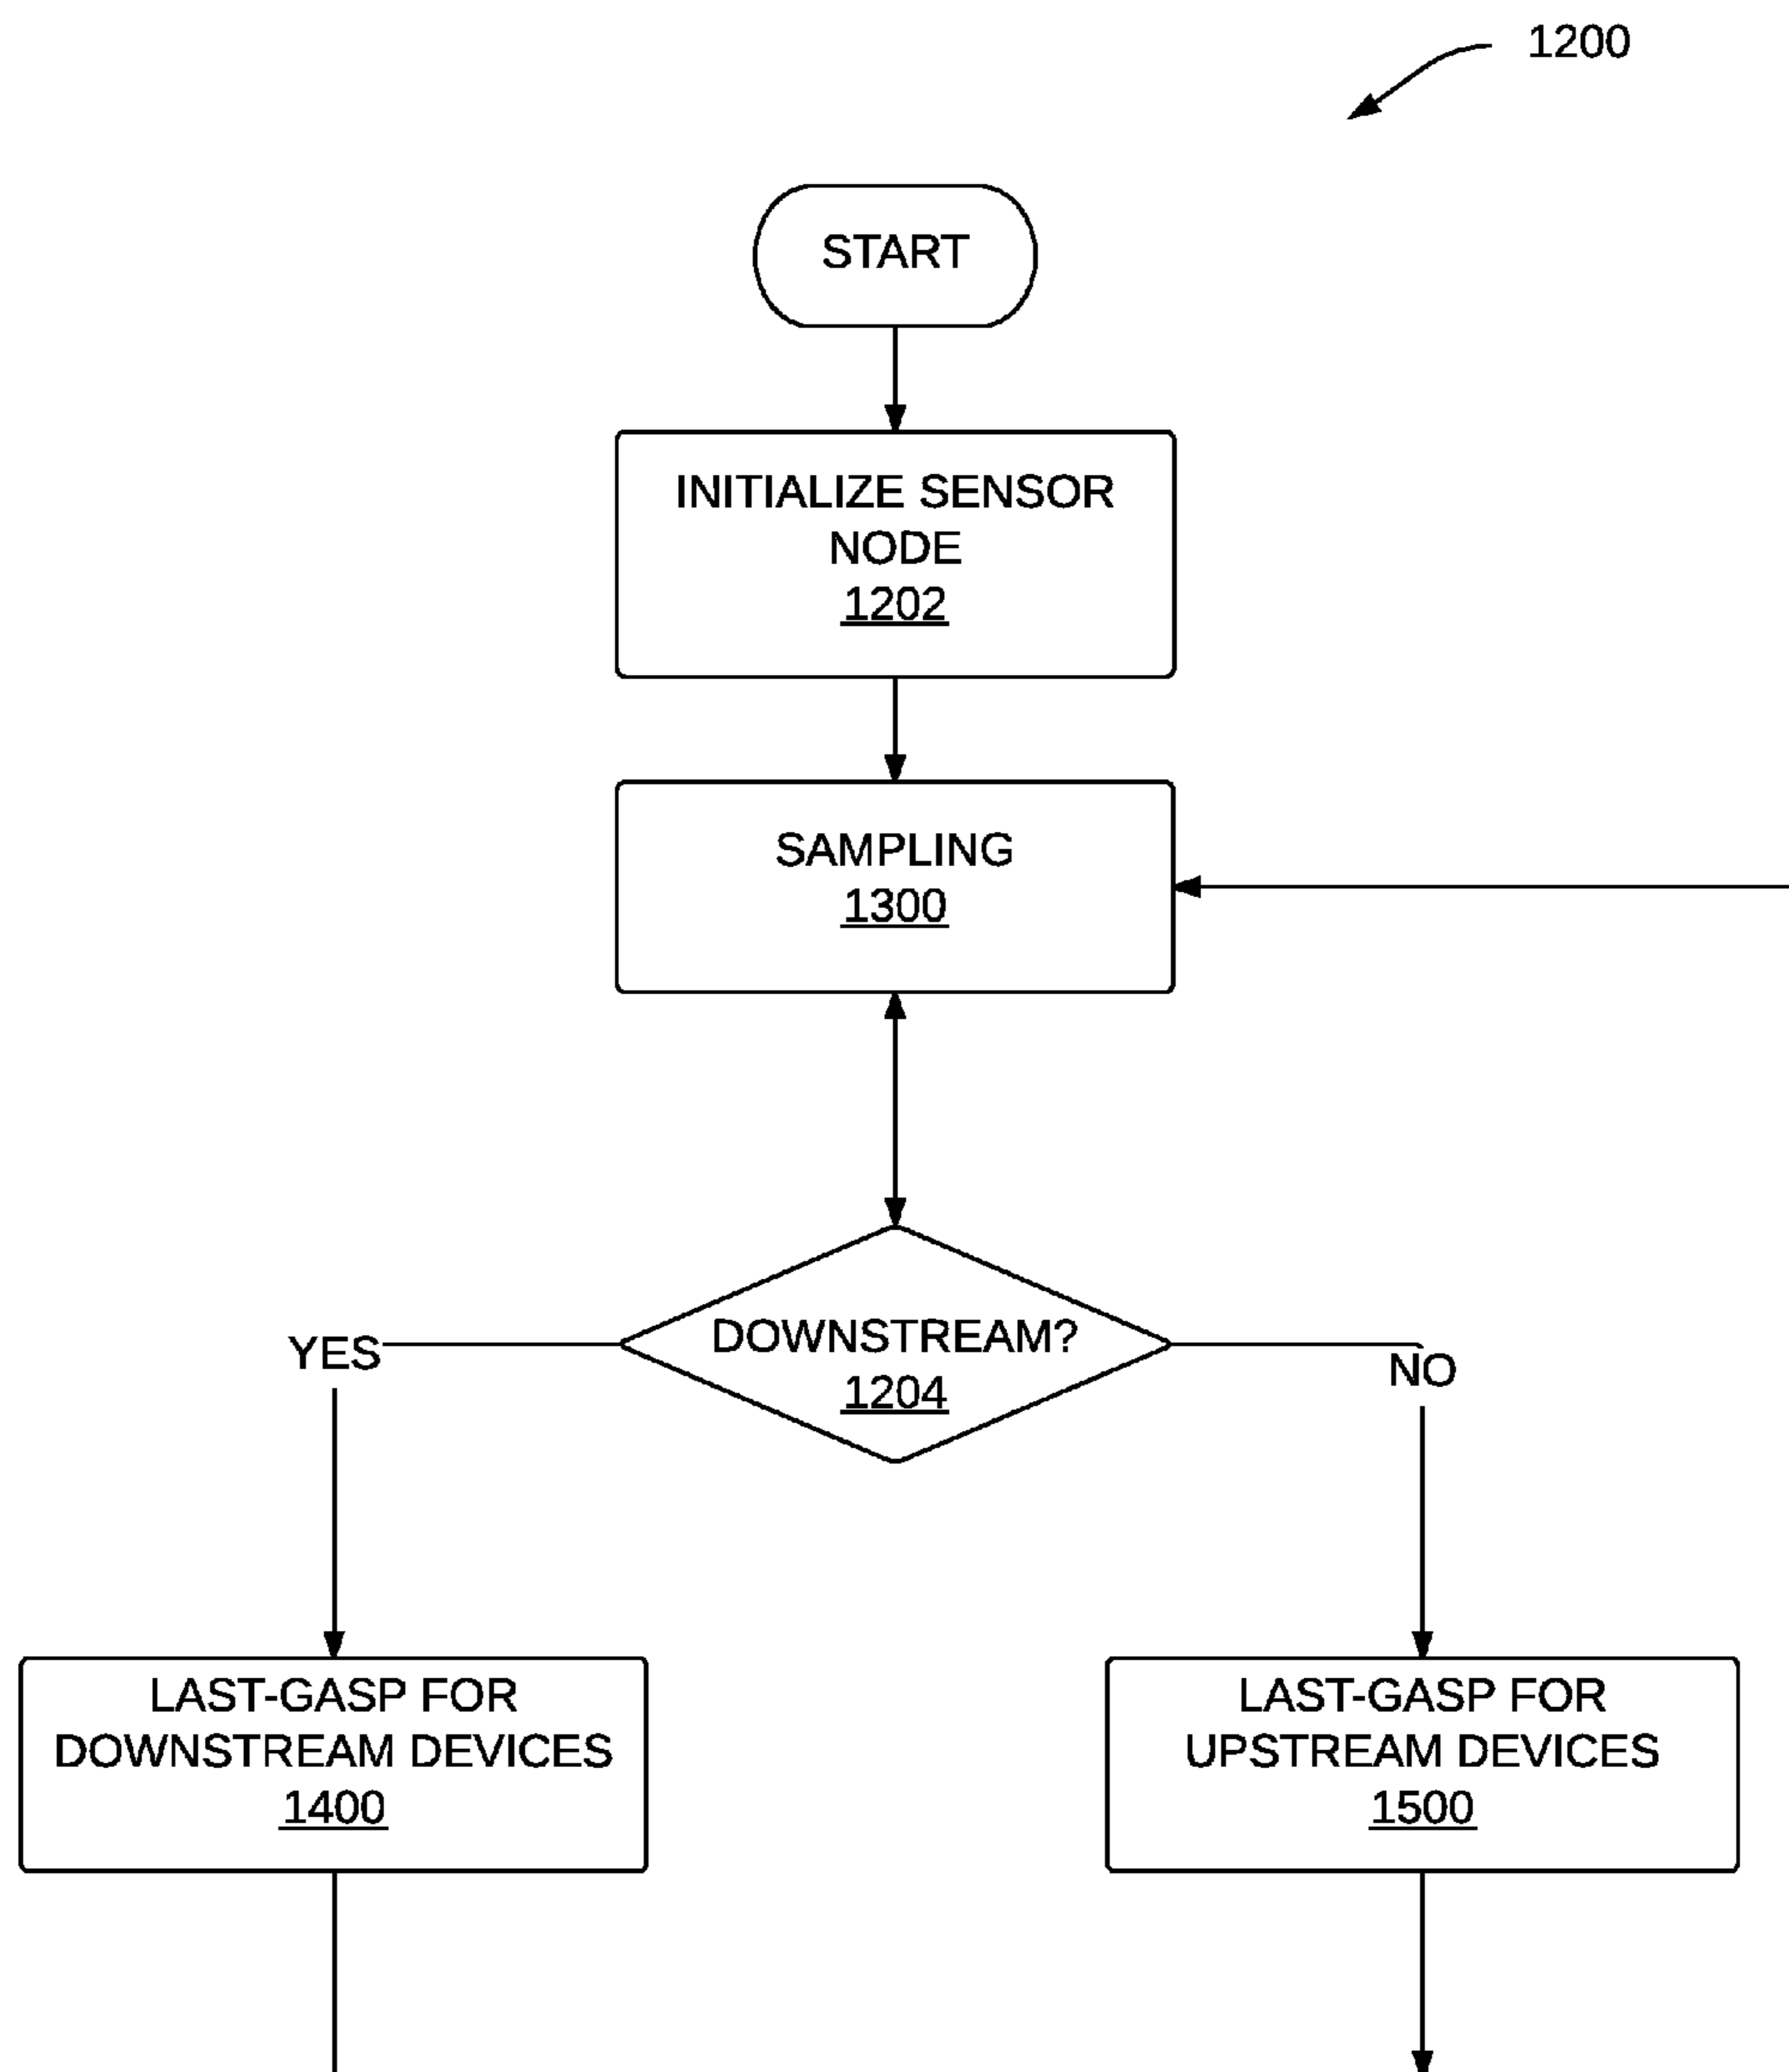 1200
START
INITIALIZE SENSOR
NODE
1202
SAMPLING
1300
DOWNSTREAM?
1204
YES
NO
LAST-GASP FOR
DOWNSTREAM DEVICES
1400
LAST-GASP FOR
UPSTREAM DEVICES
1500